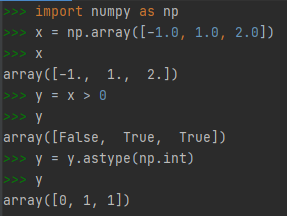 >>> import numpy as np
>>> x = np.array([-1.0, 1.0, 2.0])
>>> x
array([-1.,  1.,  2.])
>>> y = x > 0
>>> y
array([False,  True,  True])
>>> y = y.astype(np.int)
>>> y
array([0, 1, 1])